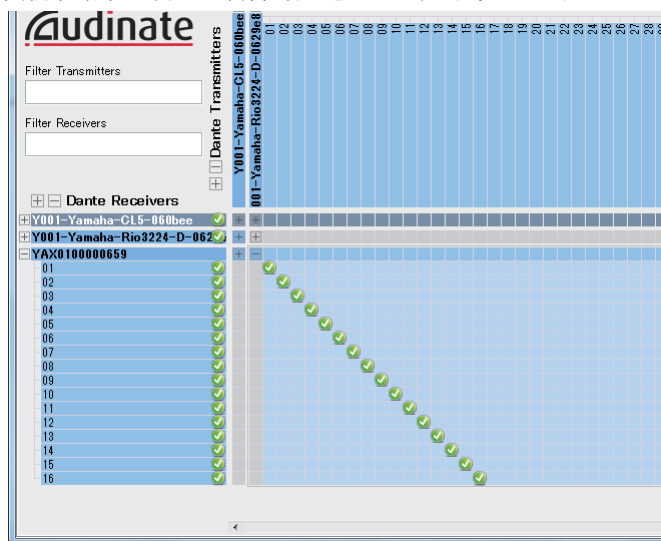 Audinate
Filter Transmitters
Filter Receivers
Dante Transmitters
Y001-Yamaha-CL5-060bee
001-Yamaha-Rio3224-D-0629e8
01 02 03 04 05 06 07 08 09 10 11 12 13 14 15 16 17 18 19 20 21 22 23 24 25 26 27 28
Dante Receivers
Y001-Yamaha-CL5-060bee
Y001-Yamaha-Rio3224-D-062
YAX0100000659
01
02
03
04
05
06
07
08
09
10
11
12
13
14
15
16